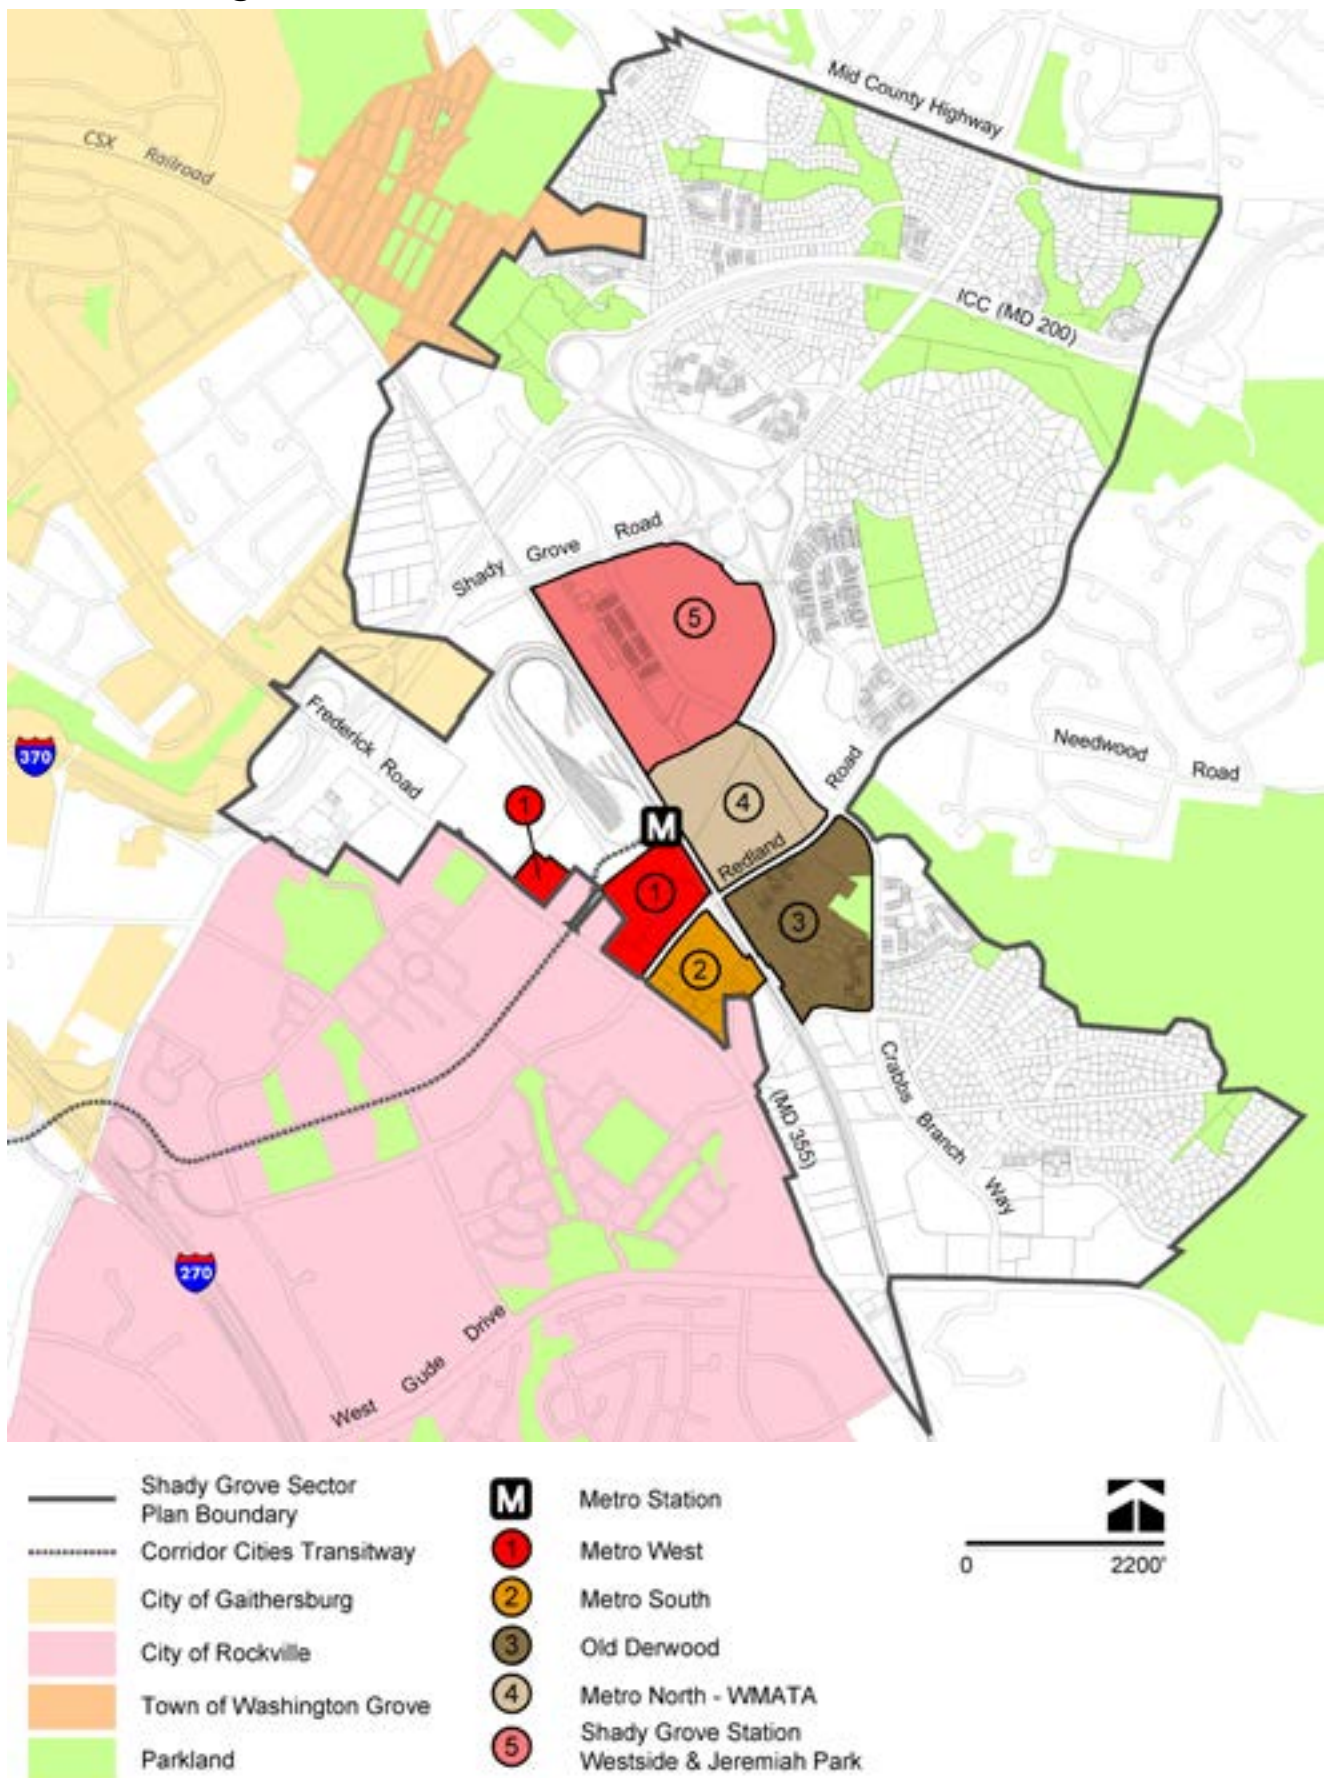 Mid County Highway
CSX Railroad
ICC (MD 200)
Shady Grove Road
5
370
Frederick Road
Needwood Road
1
M
4
Road
Redland
1
3
2
Crabbs Branch Way
(MD 355)
270
West Gude Drive
Shady Grove Sector
Plan Boundary
Corridor Cities Transitway
City of Gaithersburg
City of Rockville
Town of Washington Grove
Parkland
M Metro Station
1 Metro West
2 Metro South
3 Old Derwood
4 Metro North - WMATA
5 Shady Grove Station
Westside & Jeremiah Park
0 2200'